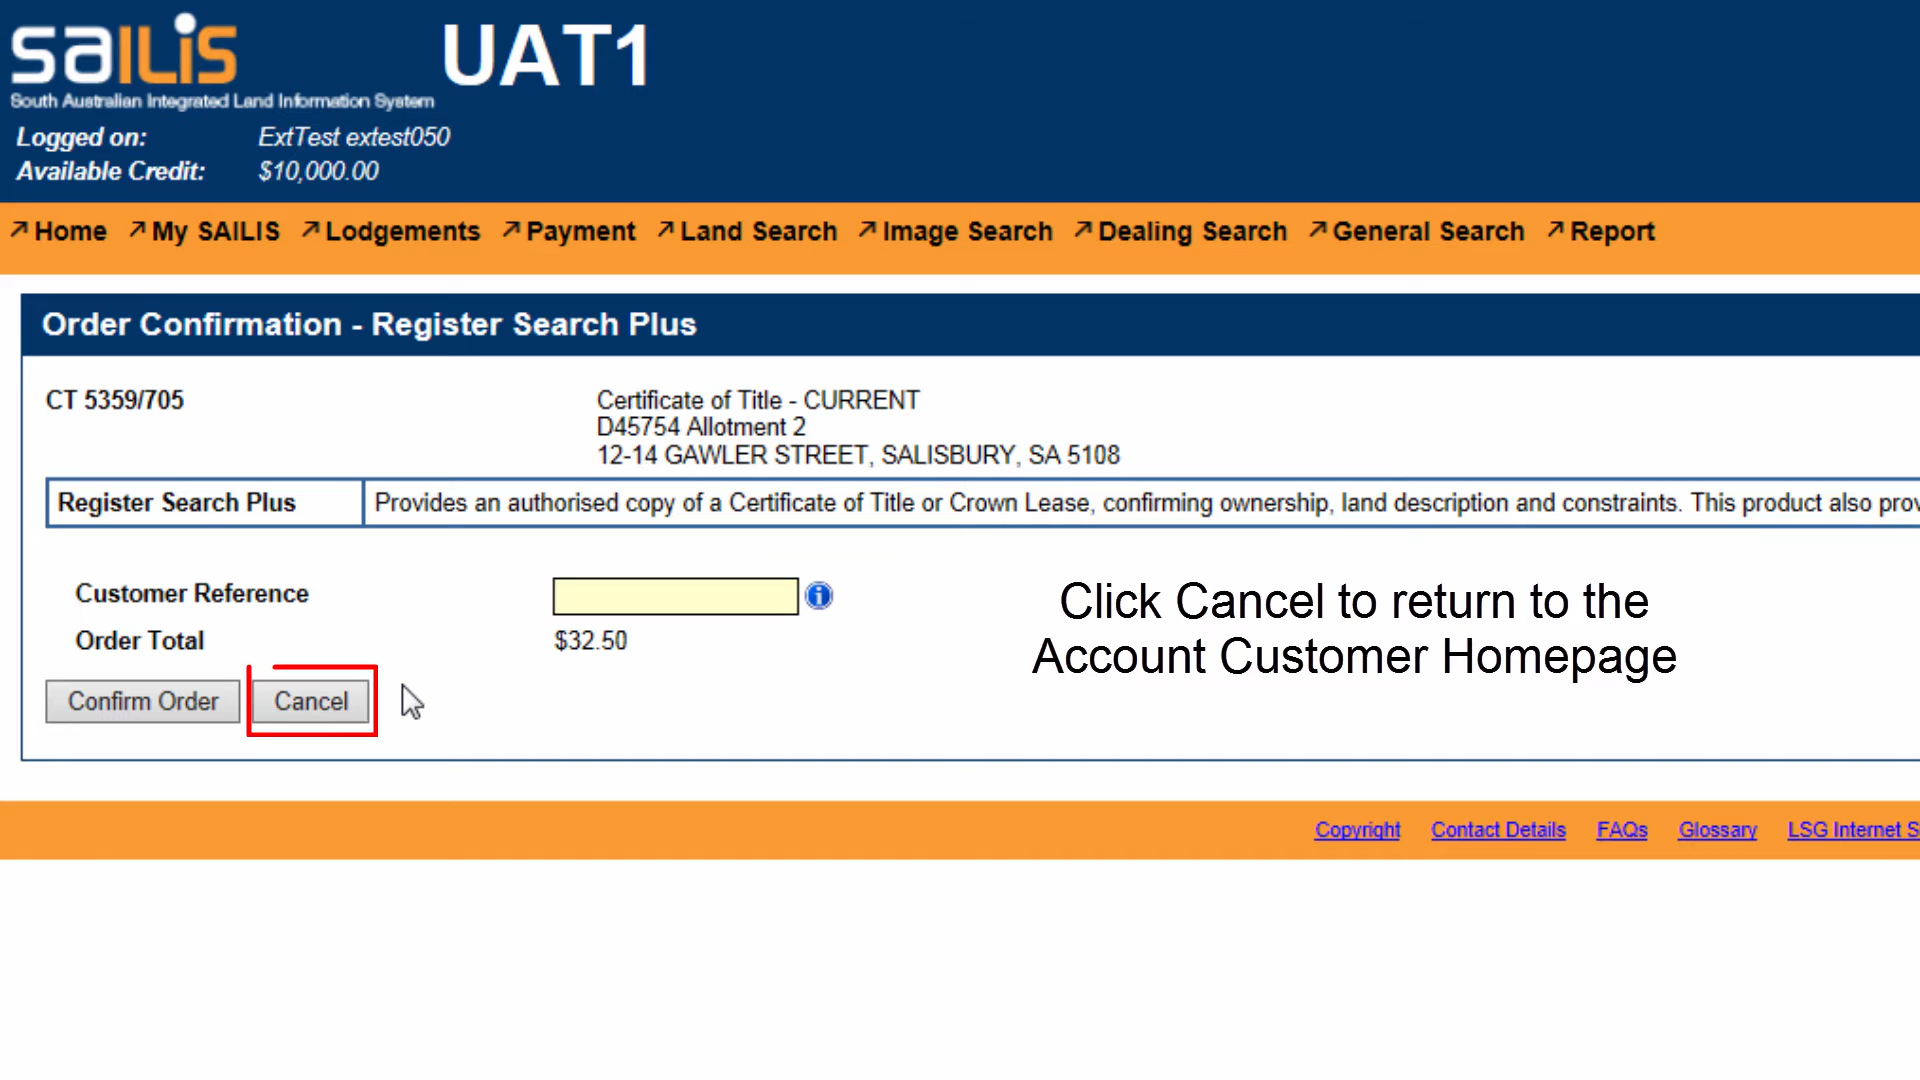 saILIS UAT1
South Australian Integrated Land Information System
Logged on: ExtTest extest050
Available Credit: $10,000.00
Home My SAILIS Lodgements Payment Land Search Image Search Dealing Search General Search Report
Order Confirmation - Register Search Plus
CT 5359/705 Certificate of Title - CURRENT
D45754 Allotment 2
12-14 GAWLER STREET, SALISBURY, SA 5108
Register Search Plus Provides an authorised copy of a Certificate of Title or Crown Lease, confirming ownership, land description and constraints. This product also prov
Customer Reference
Order Total $32.50
Click Cancel to return to the
Account Customer Homepage
Confirm Order Cancel
Copyright Contact Details FAQs Glossary LSG Internet S